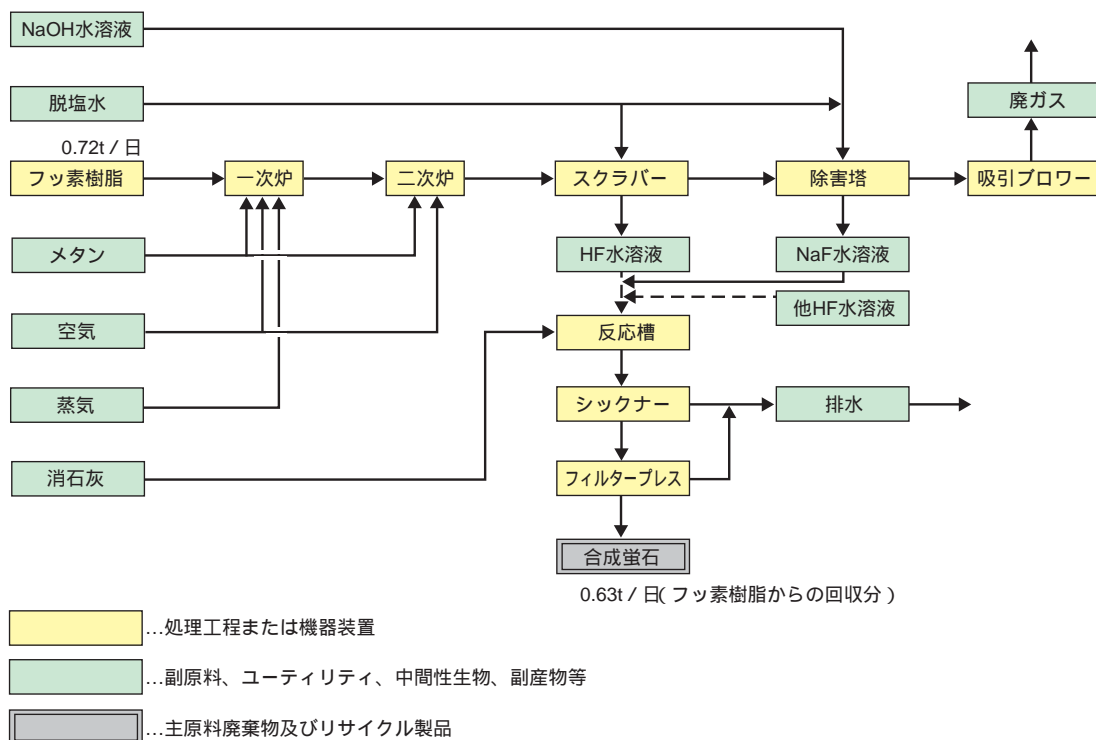 NaOH水溶液
脱塩水
廃ガス
0.72t / 日
フッ素樹脂
一次炉
二次炉
スクラバー
除害塔
吸引ブロワー
メタン
HF水溶液
NaF水溶液
他HF水溶液
空気
反応槽
蒸気
シックナー
排水
消石灰
フィルタープレス
合成蛍石
0.63t / 日( フッ素樹脂からの回収分 )
…処理工程または機器装置
…副原料、ユーティリティ、中間性生物、副産物等
…主原料廃棄物及びリサイクル製品